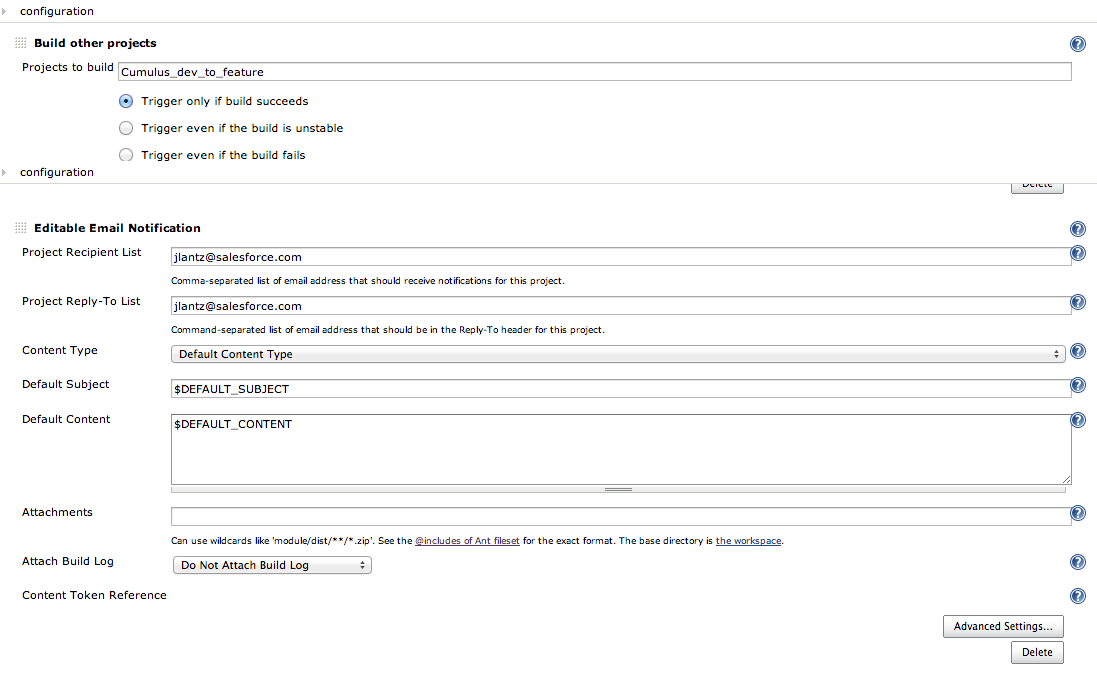 configuration
Build other projects
Projects to build Cumulus_dev_to_feature
Trigger only if build succeeds
Trigger even if the build is unstable
Trigger even if the build fails
configuration
Delete
Editable Email Notification
Project Recipient List jlantz@salesforce.com
Comma-separated list of email address that should receive notifications for this project.
Project Reply-To List jlantz@salesforce.com
Command-separated list of email address that should be in the Reply-To header for this project.
Content Type Default Content Type
Default Subject $DEFAULT_SUBJECT
Default Content $DEFAULT_CONTENT
Attachments
Can use wildcards like 'module/dist/**/*.zip'. See the @includes of Ant fileset for the exact format. The base directory is the workspace.
Attach Build Log Do Not Attach Build Log
Content Token Reference
Advanced Settings...
Delete